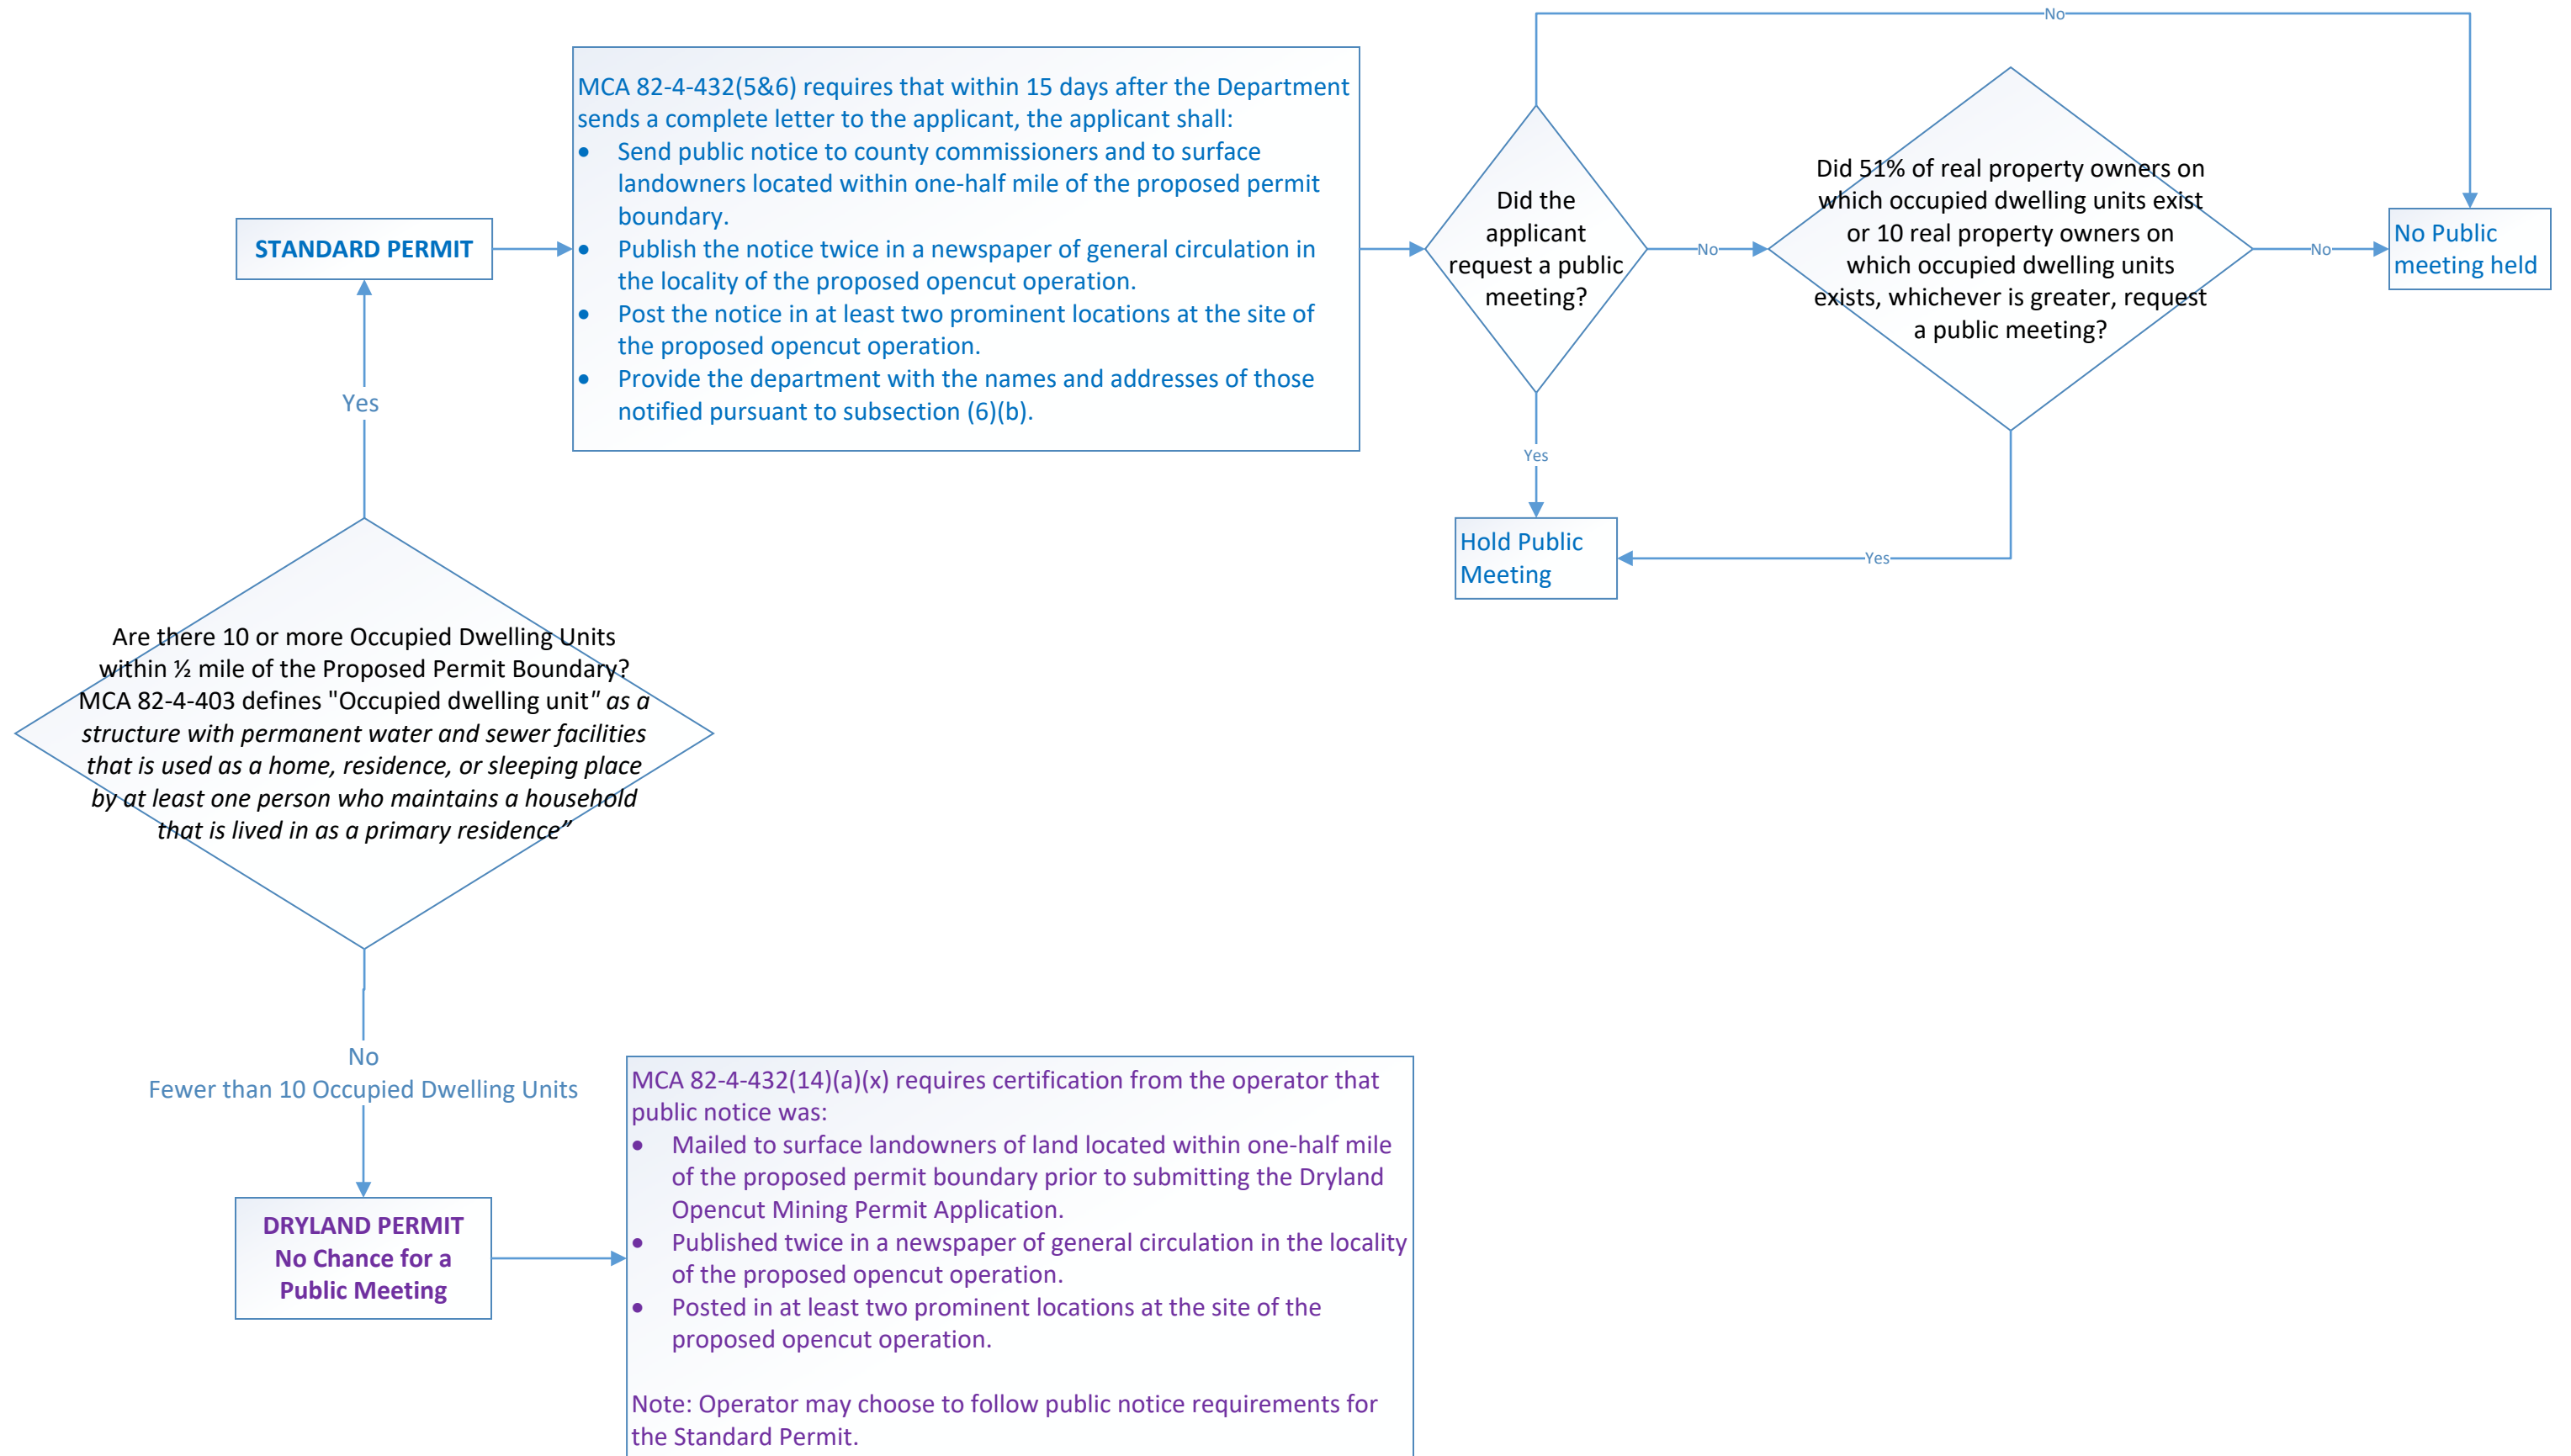 No
MCA 82-4-432(5&6) requires that within 15 days after the Department
sends a complete letter to the applicant, the applicant shall:
• Send public notice to county commissioners and to surface
landowners located within one-half mile of the proposed permit
boundary.
• Publish the notice twice in a newspaper of general circulation in
the locality of the proposed opencut operation.
• Post the notice in at least two prominent locations at the site of
the proposed opencut operation.
• Provide the department with the names and addresses of those
notified pursuant to subsection (6)(b).
STANDARD PERMIT
Did the
applicant
request a public
meeting?
No
Did 51% of real property owners on
which occupied dwelling units exist
or 10 real property owners on
which occupied dwelling units
exists, whichever is greater, request
a public meeting?
No
No Public
meeting held
Yes
Yes
Hold Public
Meeting
Yes
Are there 10 or more Occupied Dwelling Units
within ½ mile of the Proposed Permit Boundary?
MCA 82-4-403 defines "Occupied dwelling unit" as a
structure with permanent water and sewer facilities
that is used as a home, residence, or sleeping place
by at least one person who maintains a household
that is lived in as a primary residence”
No
Fewer than 10 Occupied Dwelling Units
DRYLAND PERMIT
No Chance for a
Public Meeting
MCA 82-4-432(14)(a)(x) requires certification from the operator that
public notice was:
• Mailed to surface landowners of land located within one-half mile
of the proposed permit boundary prior to submitting the Dryland
Opencut Mining Permit Application.
• Published twice in a newspaper of general circulation in the locality
of the proposed opencut operation.
• Posted in at least two prominent locations at the site of the
proposed opencut operation.
Note: Operator may choose to follow public notice requirements for
the Standard Permit.